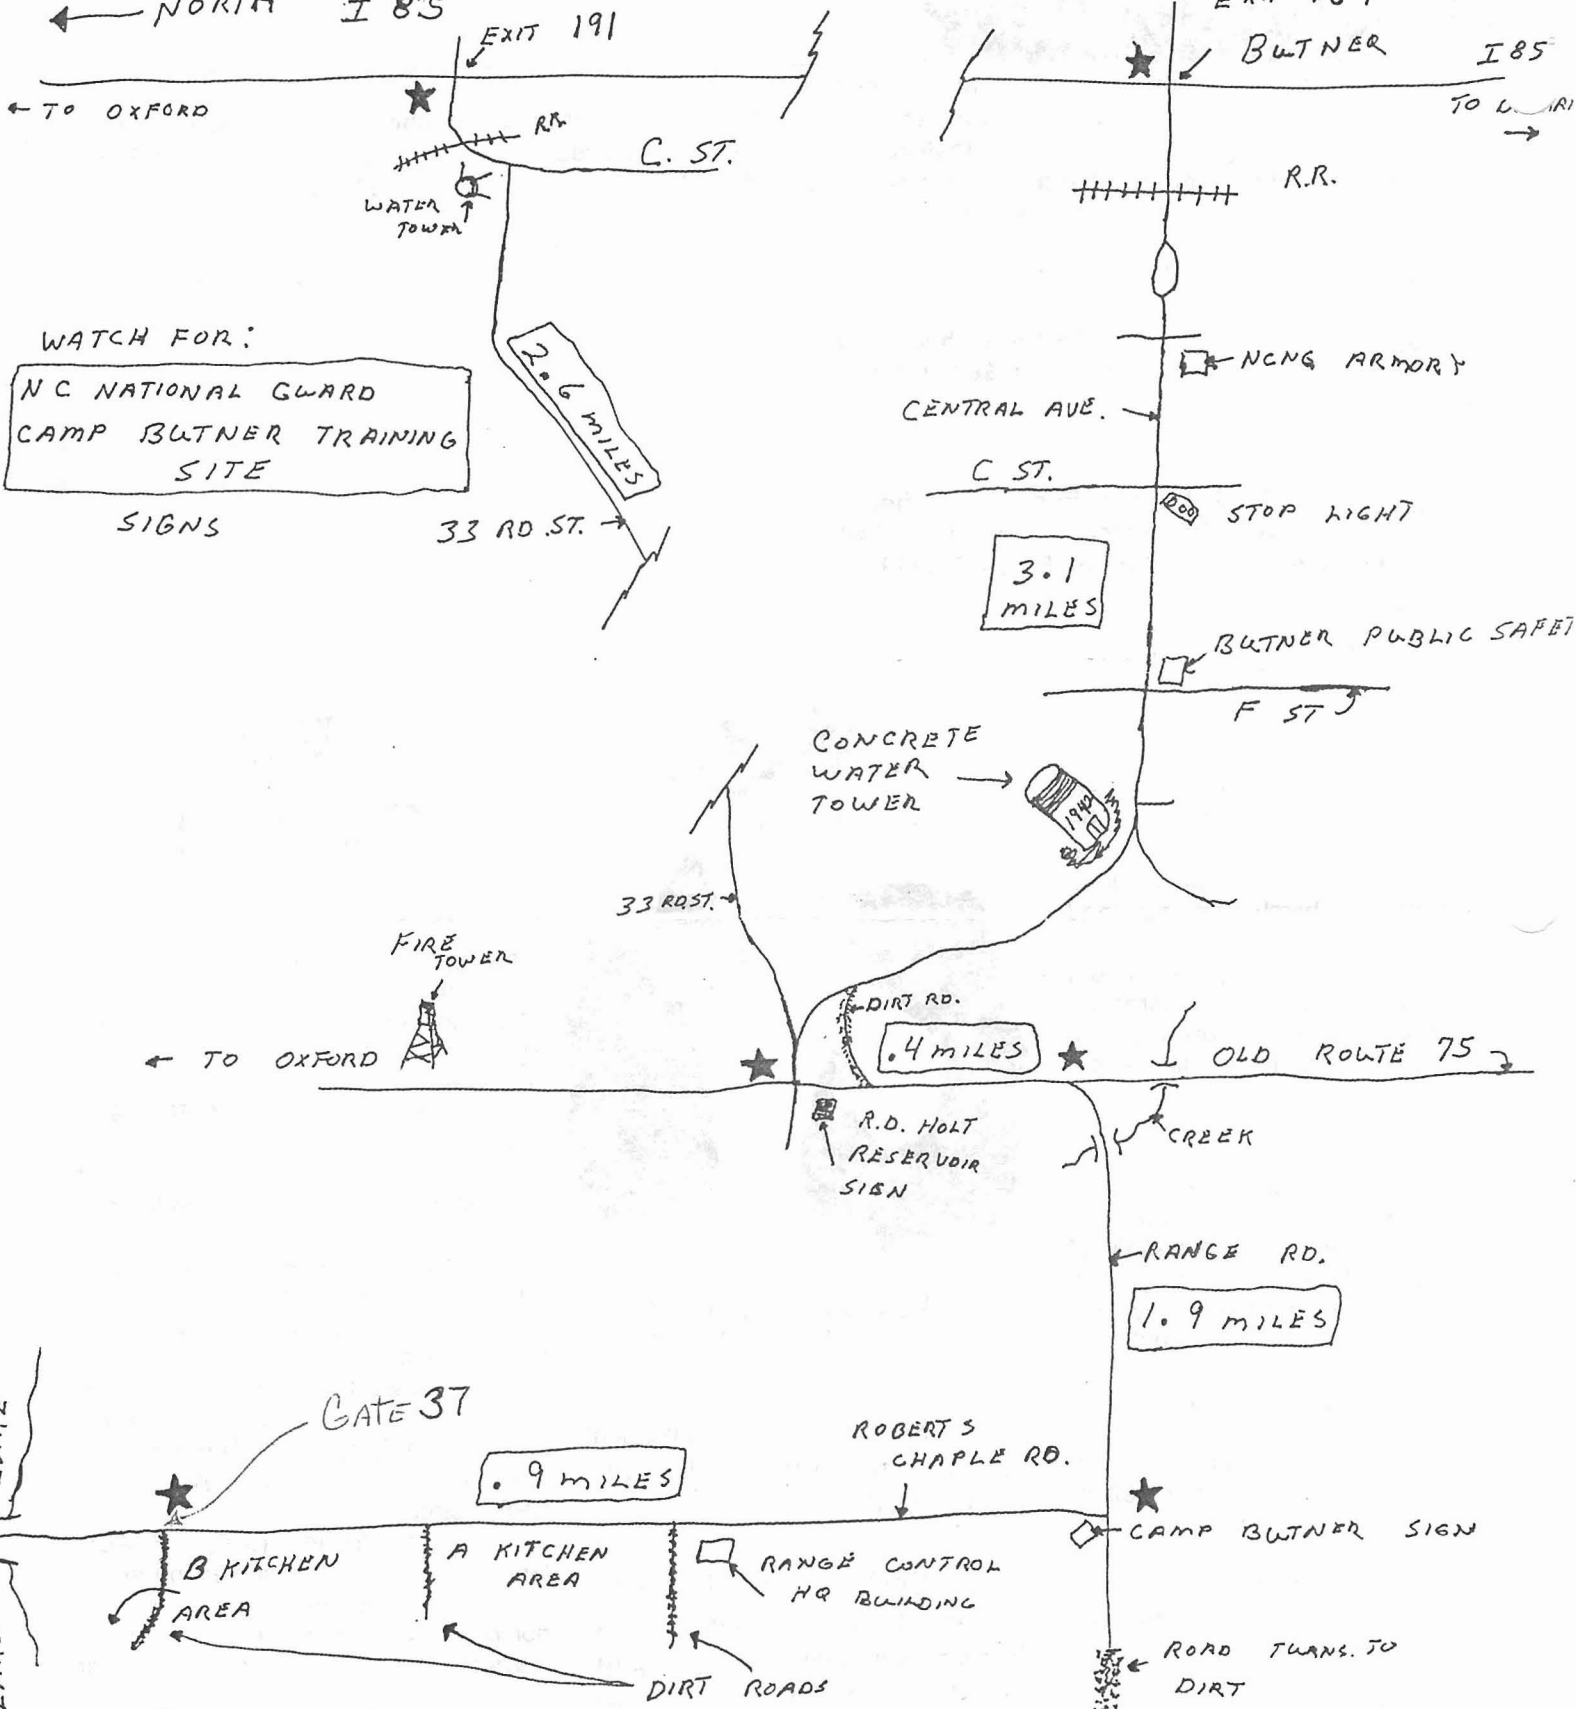 NORTH I 85
EXIT 191
← TO OXFORD
R.R.
C. ST.
WATER
TOWER
WATCH FOR:
NC NATIONAL GUARD
CAMP BUTNER TRAINING
SITE
SIGNS
2.6 MILES
33 RD.ST.
BUTNER
I 85
TO
R.R.
NCNG ARMORY
CENTRAL AVE.
C ST.
STOP LIGHT
3.1
MILES
BUTNER PUBLIC SAFET
F ST
CONCRETE
WATER
TOWER
1942
33 RD.ST.
FIRE
TOWER
DIRT RD.
← TO OXFORD
.4 MILES
OLD ROUTE 75
R.D. HOLT
RESERVOIR
SIGN
CREEK
RANGE RD.
1.9 MILES
GATE 37
.9 MILES
ROBERTS
CHAPLE RD.
CAMP BUTNER SIGN
B KITCHEN
AREA
A KITCHEN
AREA
RANGE CONTROL
HQ BUILDING
DIRT ROADS
ROAD TURNS. TO
DIRT